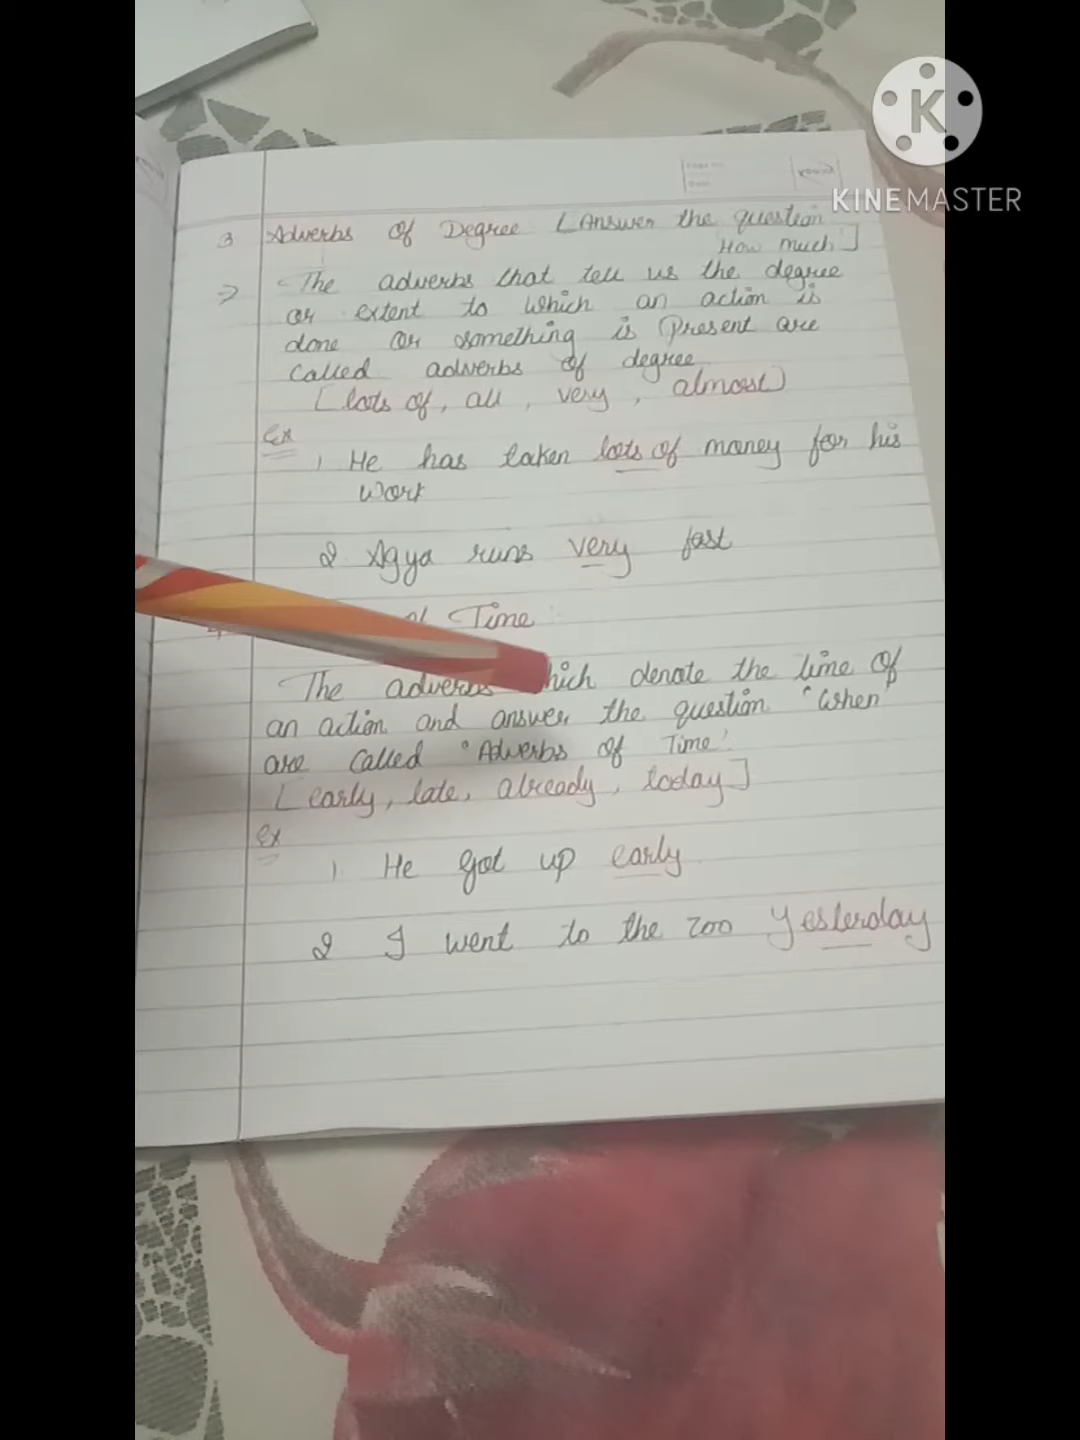 KINEMASTER
3 Adverbs Of Degree [Answer the question
How much]
=> The adverbs that tell us the degree
or extent to which an action is
done or something is Present are
called adverbs of degree
[lots of, all, very, almost]
Ex
1) He has taken lots of money for his
work
2. Agya runs very fast
of Time
The adverbs which denote the time of
an action and answer the question 'When'
are called 'Adverbs Of Time'
[early, late, already, today]
Ex
1. He got up early
2 I went to the zoo yesterday